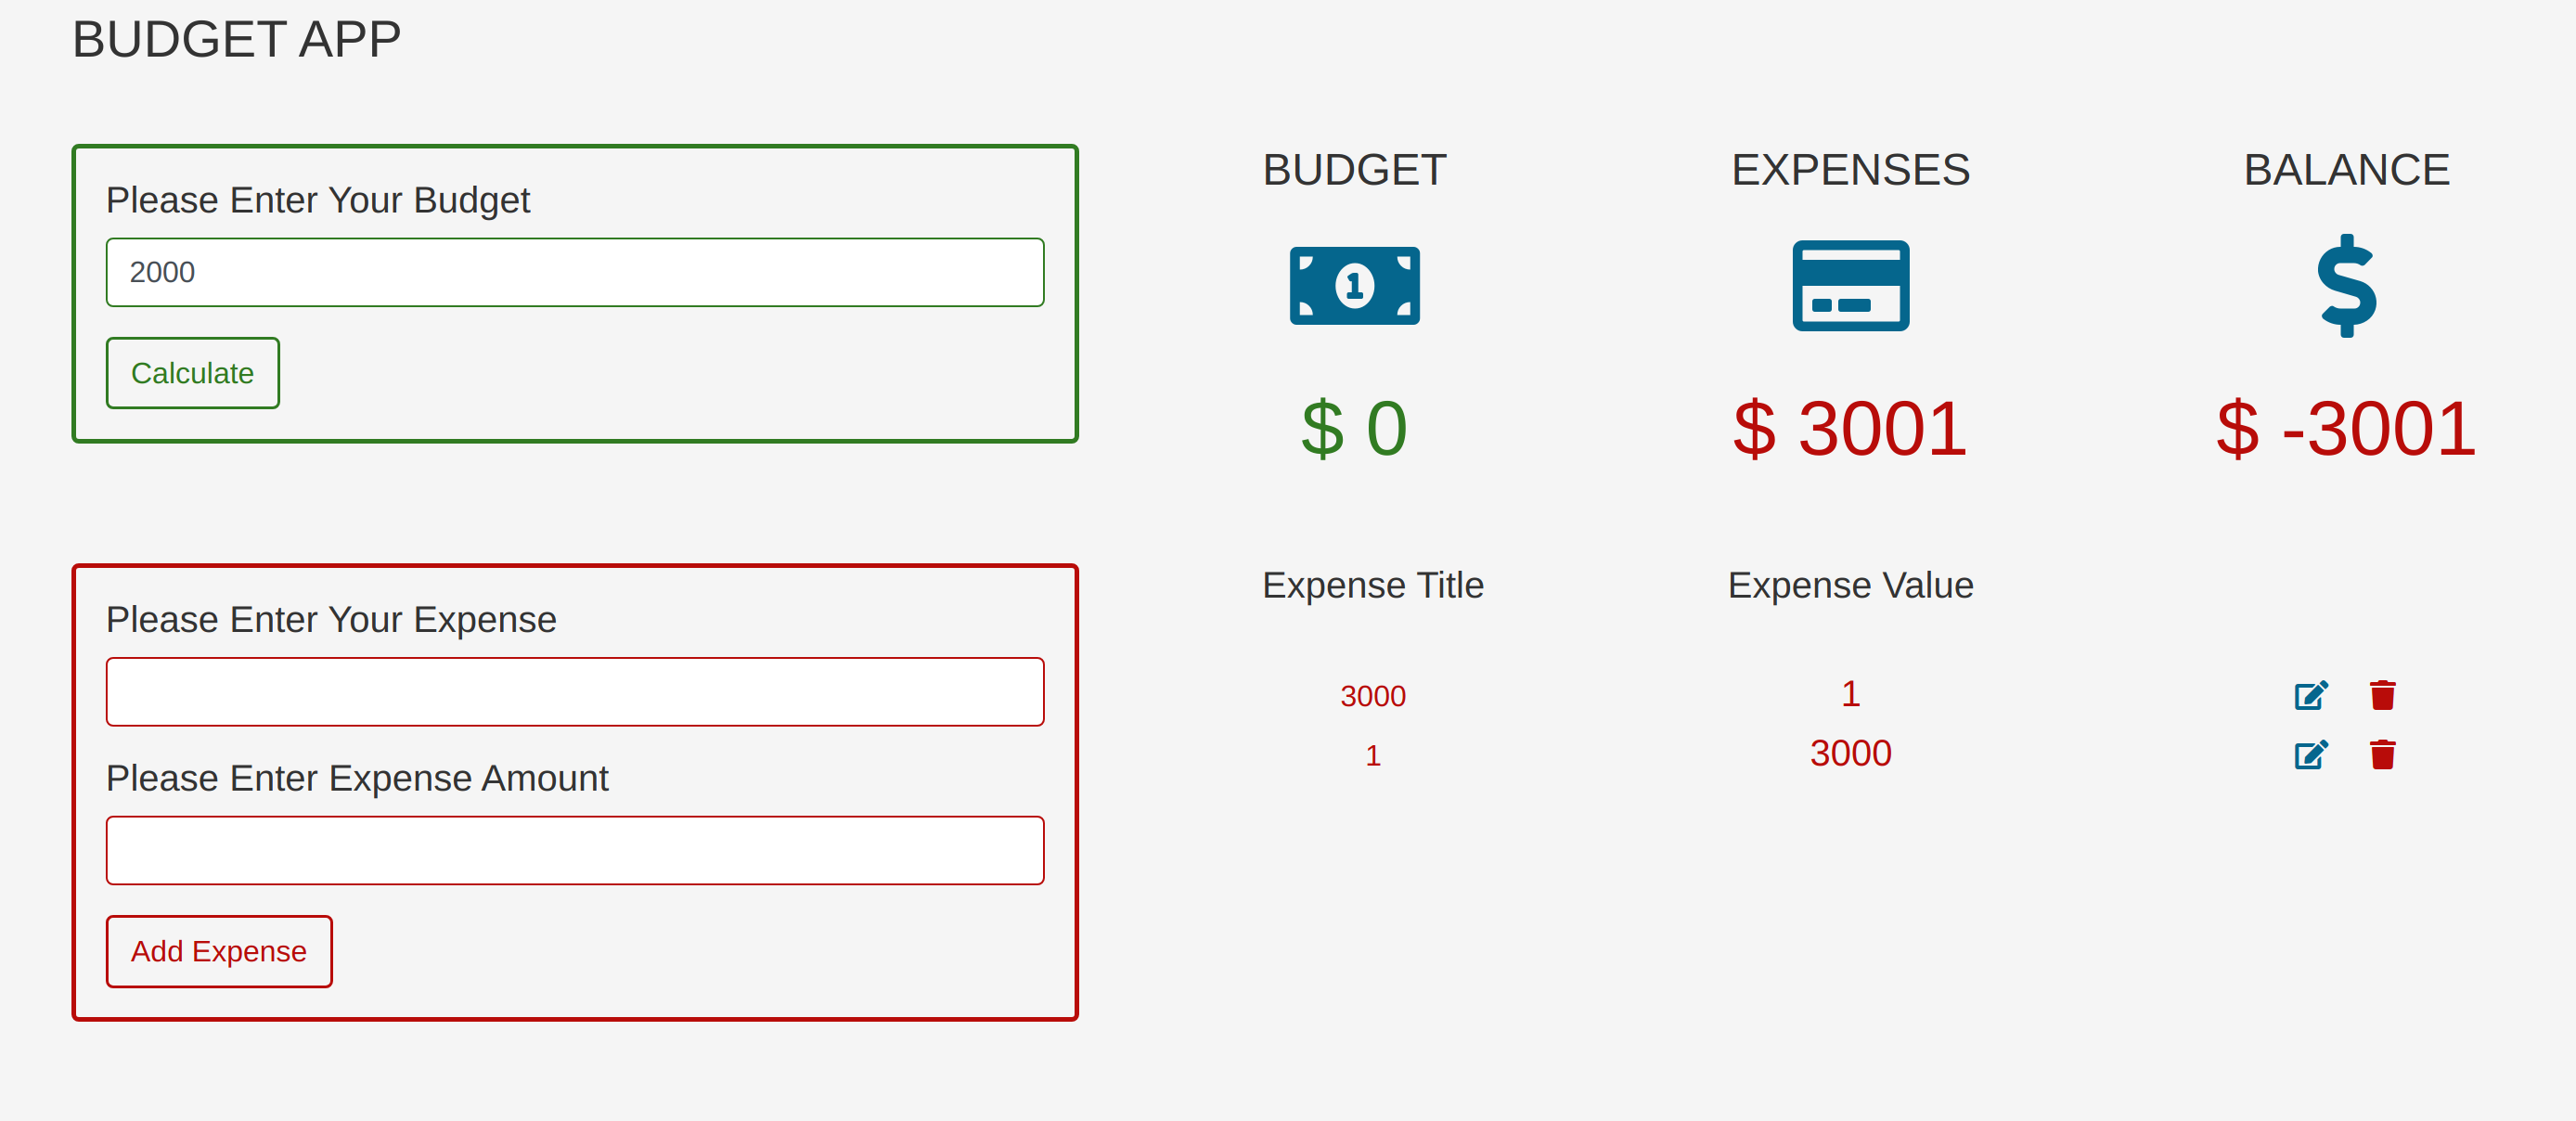 BUDGET APP
Please Enter Your Budget
2000
Calculate
BUDGET
1
$ 0
EXPENSES
$ 3001
BALANCE
$
$ -3001
Please Enter Your Expense
Please Enter Expense Amount
Add Expense
Expense Title Expense Value
3000 1
1 3000